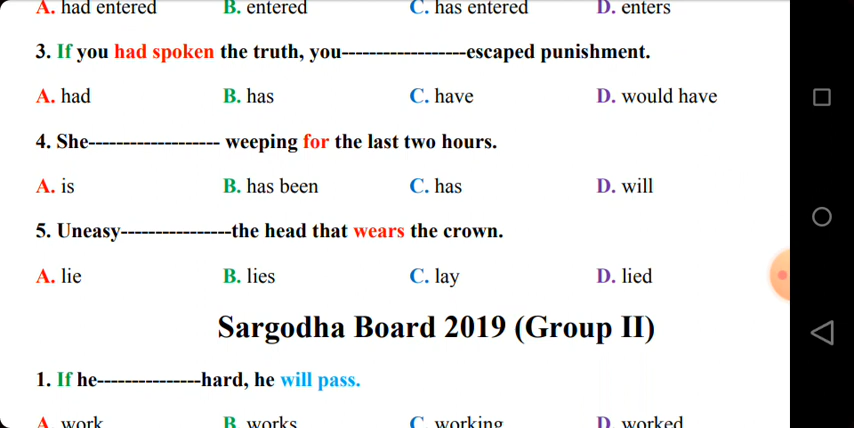 A. had entered B. entered C. has entered D. enters
3. If you had spoken the truth, you------------------escaped punishment.
A. had B. has C. have D. would have
4. She------------------- weeping for the last two hours.
A. is B. has been C. has D. will
5. Uneasy----------------the head that wears the crown.
A. lie B. lies C. lay D. lied
Sargodha Board 2019 (Group II)
1. If he---------------hard, he will pass.
A. work B. works C. working D. worked